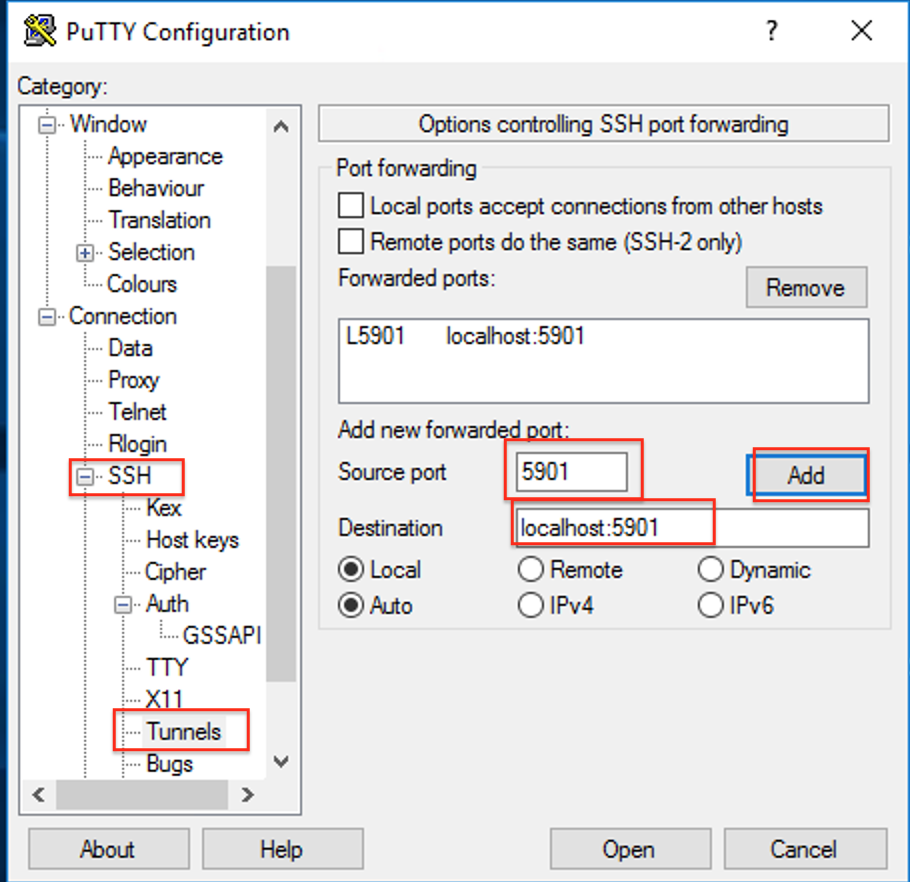 PuTTY Configuration
?
Category:
Window
Appearance
Behaviour
Translation
Selection
Colours
Connection
Data
Proxy
Telnet
Rlogin
SSH
Kex
Host keys
Cipher
Auth
GSSAPI
TTY
X11
Tunnels
Bugs
Options controlling SSH port forwarding
Port forwarding
Local ports accept connections from other hosts
Remote ports do the same (SSH-2 only)
Forwarded ports:
Remove
L5901 localhost:5901
Add new forwarded port:
Source port 5901 Add
Destination localhost:5901
Local Remote Dynamic
Auto IPv4 IPv6
About Help Open Cancel